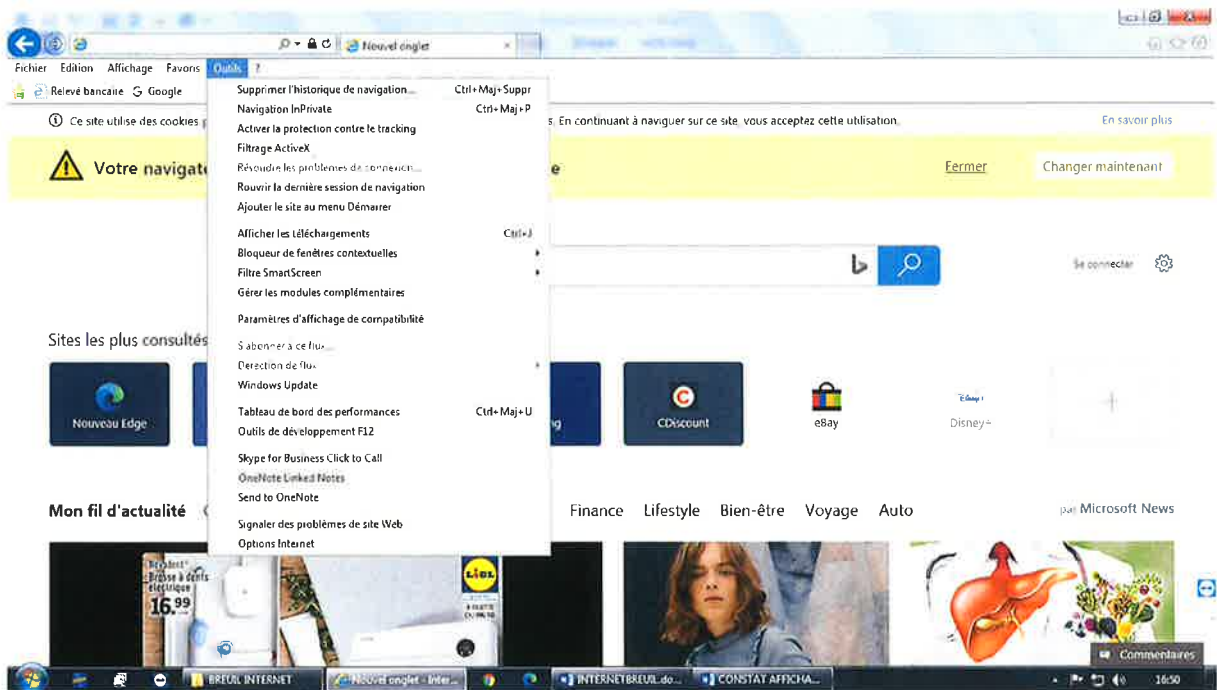 Nouvel onglet
Fichier Edition Affichage Favoris Outils ?
Relevé bancaire G Google
Supprimer l'historique de navigation... Ctrl+Maj+Suppr
Navigation InPrivate Ctrl+Maj+P
Activer la protection contre le tracking
Filtrage ActiveX
Résoudre les problèmes de connexion...
Rouvrir la dernière session de navigation
Ajouter le site au menu Démarrer
Afficher les téléchargements Ctrl+J
Bloqueur de fenêtres contextuelles
Filtre SmartScreen
Gérer les modules complémentaires
Paramètres d'affichage de compatibilité
S'abonner à ce flux...
Détection de flux
Windows Update
Tableau de bord des performances Ctrl+Maj+U
Outils de développement F12
Skype for Business Click to Call
OneNote Linked Notes
Send to OneNote
Signaler des problèmes de site Web
Options Internet
Ce site utilise des cookies
s. En continuant à naviguer sur ce site, vous acceptez cette utilisation. En savoir plus
Votre navigate
e Fermer Changer maintenant
Se connecter
Sites les plus consultés
Nouveau Edge
ng
CDiscount
eBay
Disney+
Disney+
Mon fil d'actualité
Finance Lifestyle Bien-être Voyage Auto
par Microsoft News
Brosse à dents
électrique
16.99
LIDL
Commentaires
BREUIL INTERNET
Nouvel onglet - Inter...
INTERNETBREUIL.do...
CONSTAT AFFICHA...
16:50